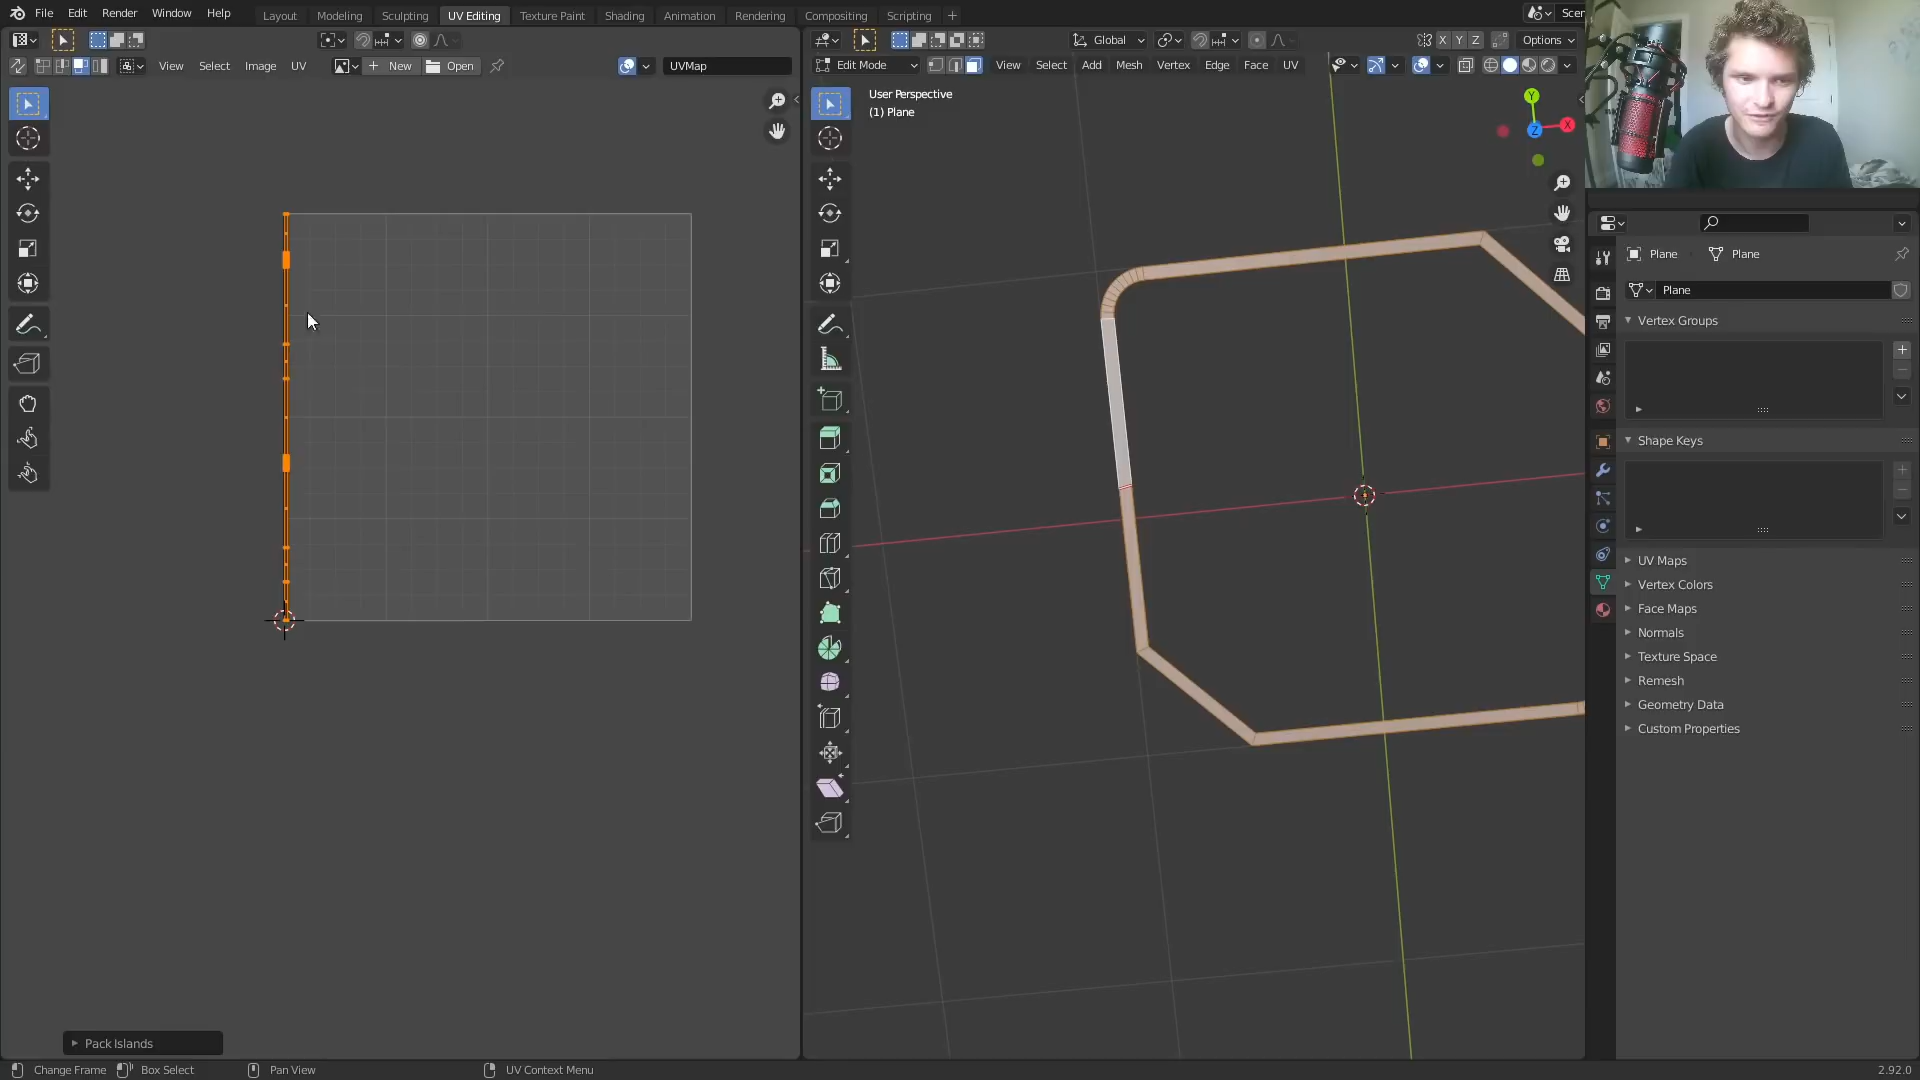 File Edit Render Window Help
Layout Modeling Sculpting UV Editing Texture Paint Shading Animation Rendering Compositing Scripting +
Scen
Global
X Y Z Options
View Select Image UV New Open UVMap
Edit Mode View Select Add Mesh Vertex Edge Face UV
User Perspective
(1) Plane
Y
X
Z
Plane Plane
Plane
Vertex Groups
Shape Keys
UV Maps
Vertex Colors
Face Maps
Normals
Texture Space
Remesh
Geometry Data
Custom Properties
Pack Islands
Change Frame Box Select Pan View UV Context Menu 2.92.0